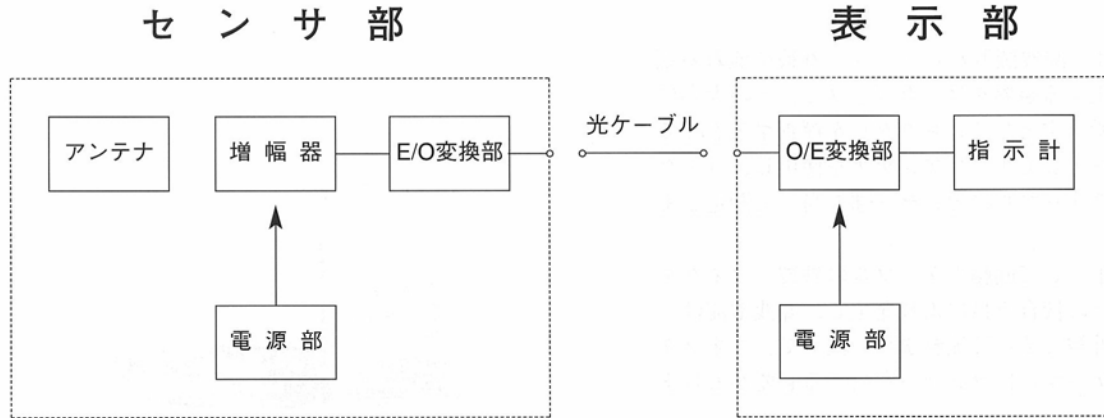 センサ部
表示部
アンテナ
増幅器
E/O変換部
光ケーブル
O/E変換部
指示計
電源部
電源部